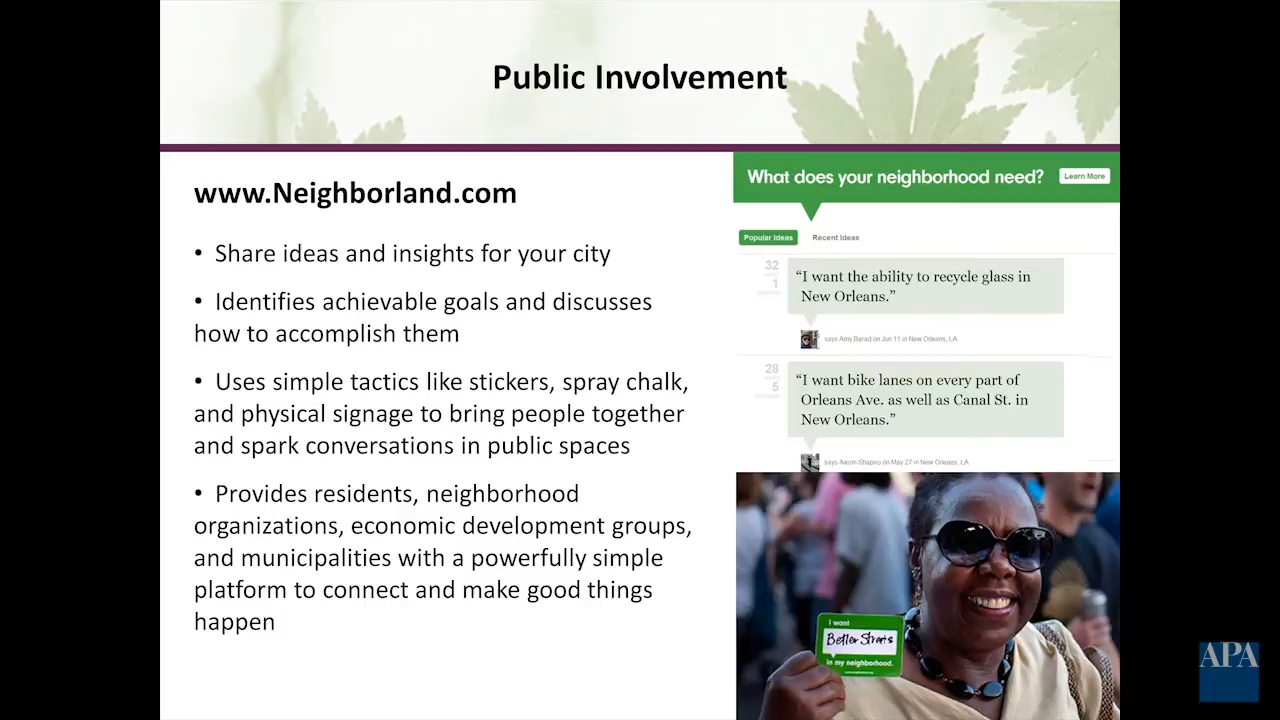 Public Involvement
www.Neighborland.com
• Share ideas and insights for your city
• Identifies achievable goals and discusses
how to accomplish them
• Uses simple tactics like stickers, spray chalk,
and physical signage to bring people together
and spark conversations in public spaces
• Provides residents, neighborhood
organizations, economic development groups,
and municipalities with a powerfully simple
platform to connect and make good things
happen
What does your neighborhood need?
Learn More
Popular Ideas
Recent Ideas
32
1
“I want the ability to recycle glass in
New Orleans.”
says Amy Barad on Jun 11 in New Orleans, LA
28
5
“I want bike lanes on every part of
Orleans Ave. as well as Canal St. in
New Orleans.”
says Aaron Shapiro on May 27 in New Orleans, LA
I want
Better Streets
in my neighborhood.
APA